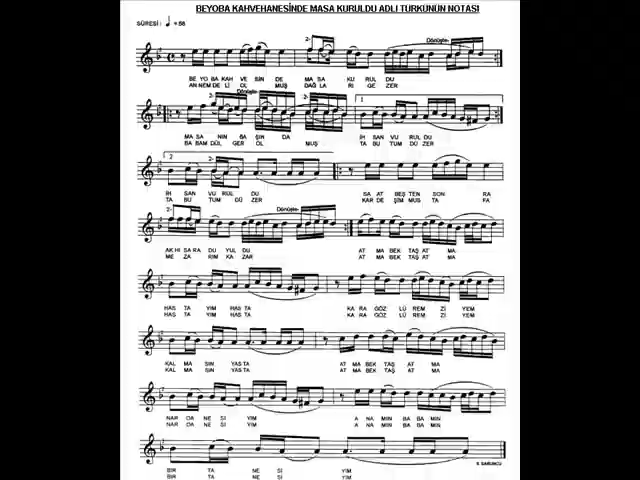 BEYOBA KAHVEHANESİNDE MASA KURULDU ADLI TÜRKÜNÜN NOTASI
SÜRESİ : ♩ = 88
Dönüşte-
BE YO BA KAH VE SİN DE MA SA KU RUL DU
AN NEM DE Lİ OL MUŞ DAĞ LA RI GE ZER
Dönüşte- 2- 2- 1
MA SA NIN BA ŞIN DA İH SAN VU RUL DU
BA BAM DÜL GER OL MUŞ TA BU TUM DÜ ZER
2 2-
İH SAN VU RUL DU SA AT BEŞ TEN SON RA
TA BU TUM DÜ ZER KAR DE ŞİM MUS TA KA
2- Dönüşte-
AK HI SA RA DU YUL DU AT MA BEK TAŞ AT MA
ME ZA RIM KA ZAR AT MA BEK TAŞ AT MA
HAS TA YIM HAS TA KA RA GÖZ LÜ REM Zİ YEM
HAS TA YIM HAS TA KA RA GÖZ LÜ REM Zİ YEM
KAL MA SIN YAS TA AT MA BEK TAŞ AT MA
KAL MA SIN YAS TA AT MA BEK TAŞ AT MA
NAR DA NE Sİ YİM A NA MIN BA BA MIN
NAR DA NE Sİ YİM A NA MIN BA BA MIN
BİR TA NE Sİ YİM
BİR TA NE Sİ YİM